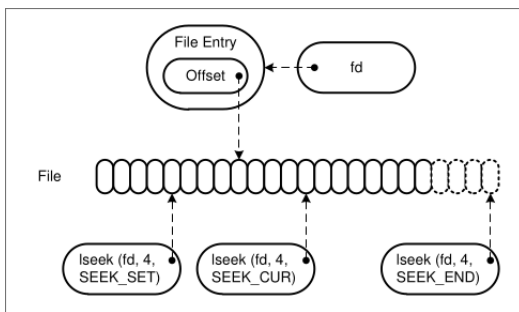 File Entry
Offset
fd
File
lseek (fd, 4,
SEEK_SET)
lseek (fd, 4,
SEEK_CUR)
lseek (fd, 4,
SEEK_END)